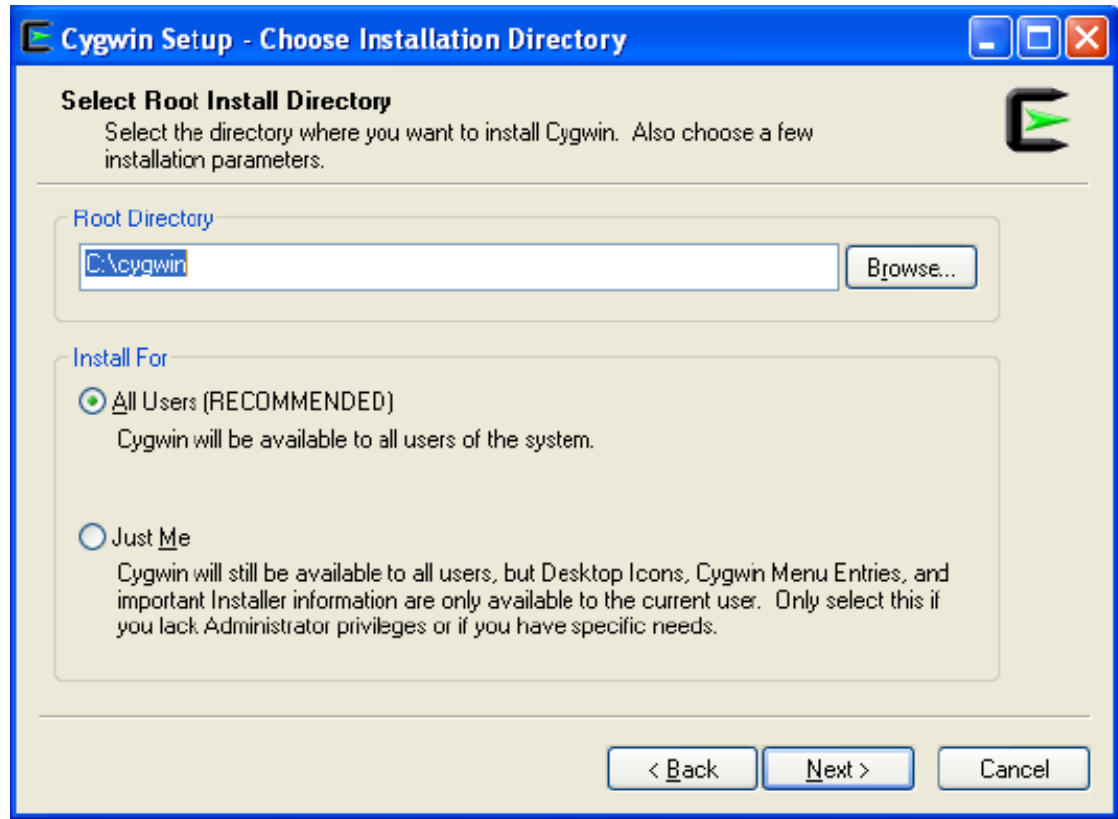 Cygwin Setup - Choose Installation Directory
Select Root Install Directory
Select the directory where you want to install Cygwin. Also choose a few
installation parameters.
Root Directory
C:\cygwin
Browse...
Install For
All Users (RECOMMENDED)
Cygwin will be available to all users of the system.
Just Me
Cygwin will still be available to all users, but Desktop Icons, Cygwin Menu Entries, and
important Installer information are only available to the current user. Only select this if
you lack Administrator privileges or if you have specific needs.
< Back
Next >
Cancel